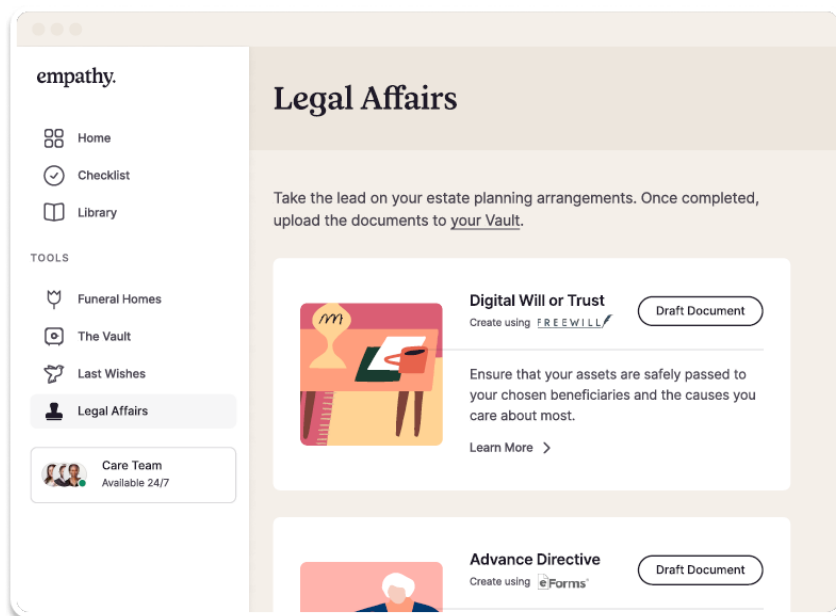 empathy.
Home
Checklist
Library
TOOLS
Funeral Homes
The Vault
Last Wishes
Legal Affairs
Care Team
Available 24/7
Legal Affairs
Take the lead on your estate planning arrangements. Once completed,
upload the documents to your Vault.
Digital Will or Trust
Create using FREEWILL
Draft Document
Ensure that your assets are safely passed to
your chosen beneficiaries and the causes you
care about most.
Learn More
Advance Directive
Create using eForms
Draft Document